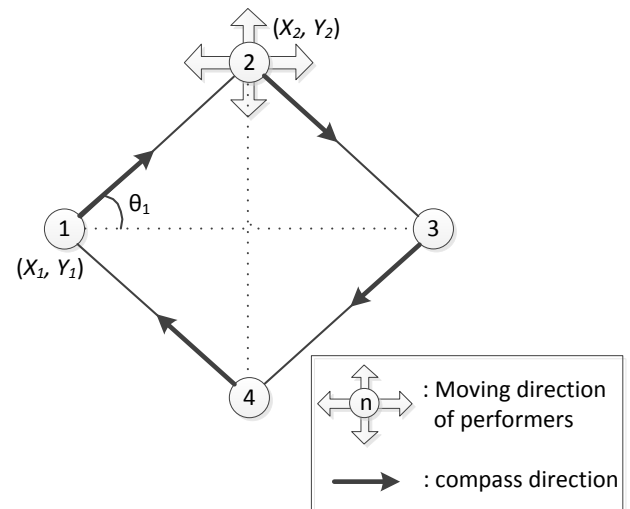 (X2, Y2)
2
θ1
1
3
(X1, Y1)
4
n
: Moving direction
of performers
: compass direction